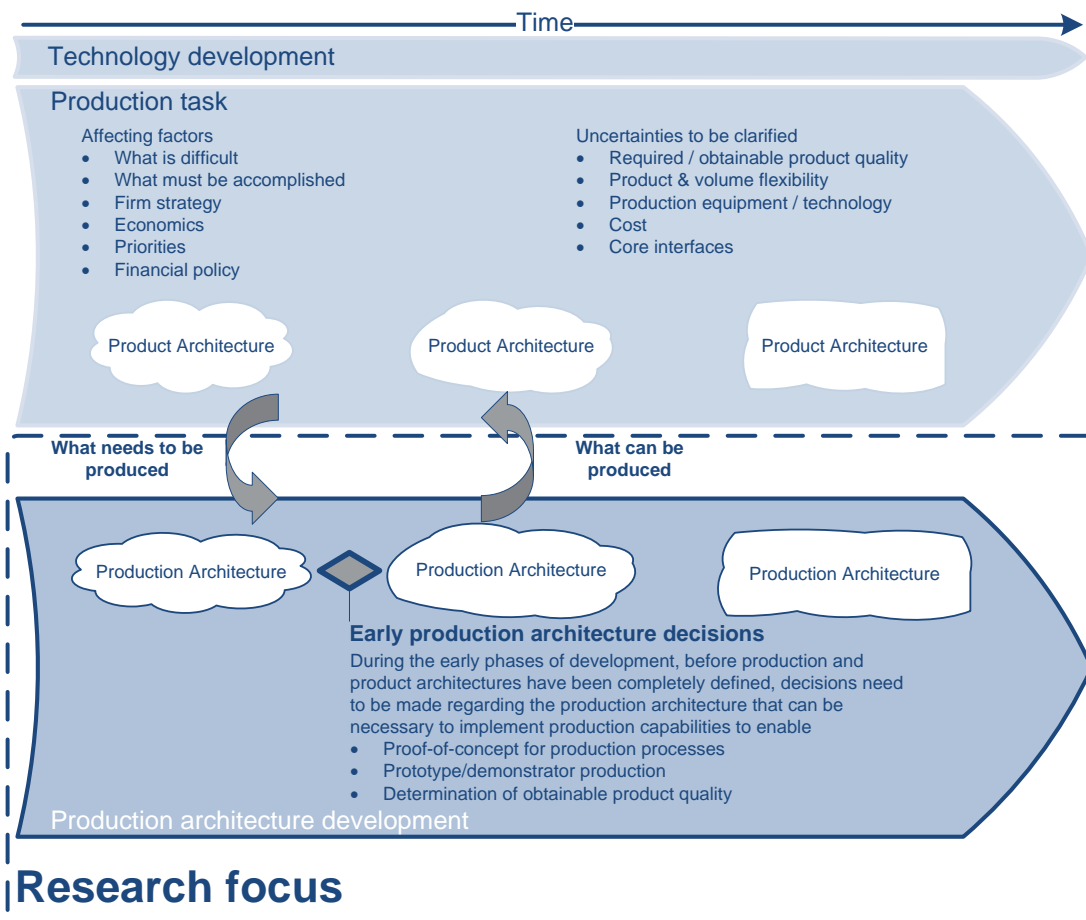 Time
Technology development
Production task
Affecting factors
• What is difficult
• What must be accomplished
• Firm strategy
• Economics
• Priorities
• Financial policy
Uncertainties to be clarified
• Required / obtainable product quality
• Product & volume flexibility
• Production equipment / technology
• Cost
• Core interfaces
Product Architecture
Product Architecture
Product Architecture
What needs to be
produced
What can be
produced
Production Architecture
Production Architecture
Production Architecture
Early production architecture decisions
During the early phases of development, before production and
product architectures have been completely defined, decisions need
to be made regarding the production architecture that can be
necessary to implement production capabilities to enable
• Proof-of-concept for production processes
• Prototype/demonstrator production
• Determination of obtainable product quality
Production architecture development
Research focus